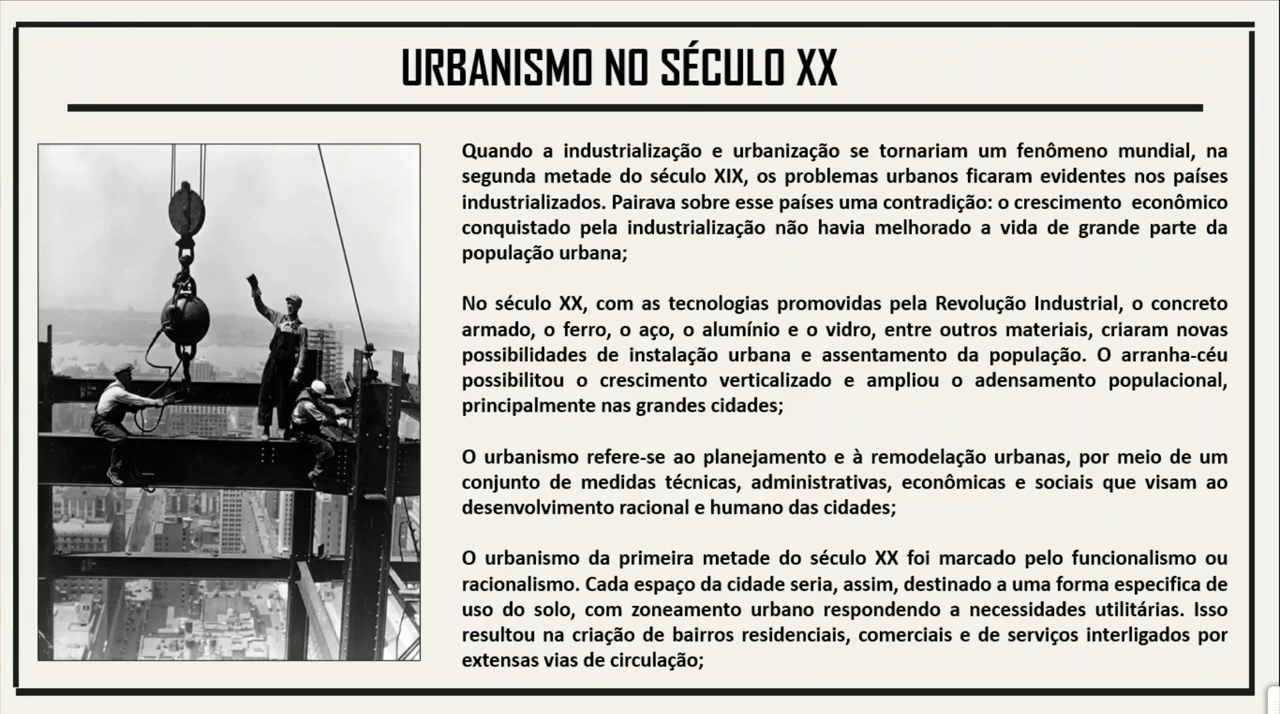 URBANISMO NO SÉCULO XX
Quando a industrialização e urbanização se tornariam um fenômeno mundial, na
segunda metade do século XIX, os problemas urbanos ficaram evidentes nos países
industrializados. Pairava sobre esse países uma contradição: o crescimento econômico
conquistado pela industrialização não havia melhorado a vida de grande parte da
população urbana;
No século XX, com as tecnologias promovidas pela Revolução Industrial, o concreto
armado, o ferro, o aço, o alumínio e o vidro, entre outros materiais, criaram novas
possibilidades de instalação urbana e assentamento da população. O arranha-céu
possibilitou o crescimento verticalizado e ampliou o adensamento populacional,
principalmente nas grandes cidades;
O urbanismo refere-se ao planejamento e à remodelação urbanas, por meio de um
conjunto de medidas técnicas, administrativas, econômicas e sociais que visam ao
desenvolvimento racional e humano das cidades;
O urbanismo da primeira metade do século XX foi marcado pelo funcionalismo ou
racionalismo. Cada espaço da cidade seria, assim, destinado a uma forma especifica de
uso do solo, com zoneamento urbano respondendo a necessidades utilitárias. Isso
resultou na criação de bairros residenciais, comerciais e de serviços interligados por
extensas vias de circulação;